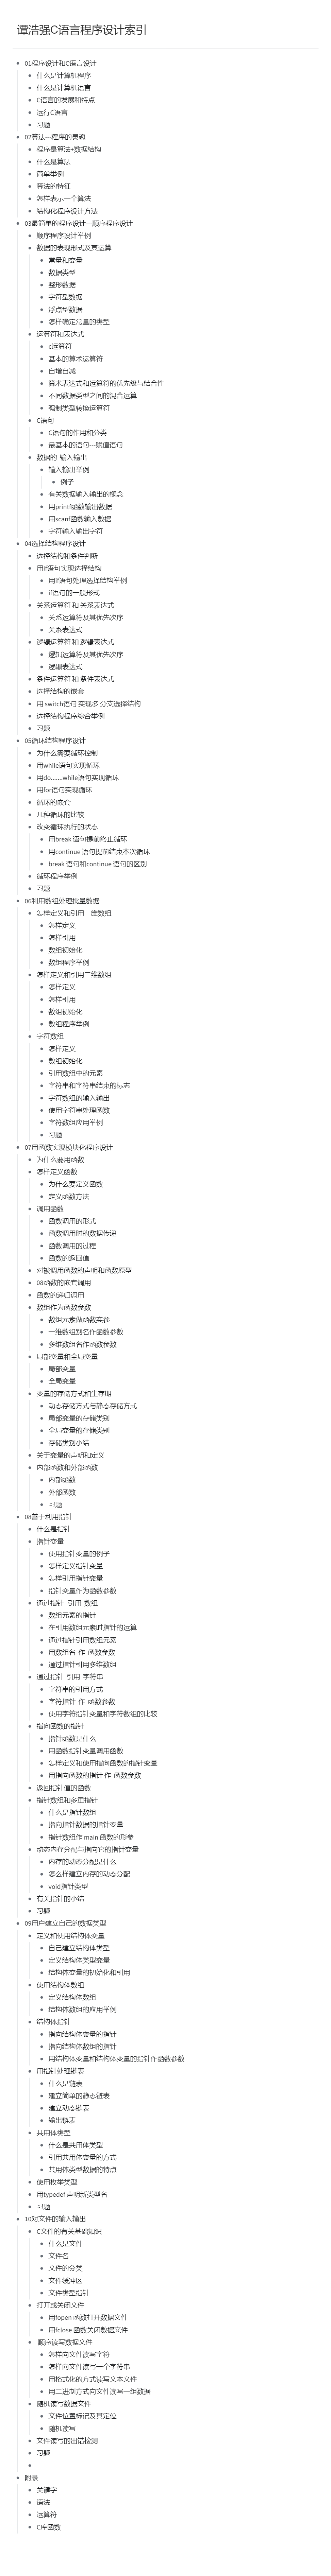 谭浩强C语言程序设计索引
01程序设计和C语言设计
什么是计算机程序
什么是计算机语言
C语言的发展和特点
运行C语言
习题
02算法---程序的灵魂
程序是算法+数据结构
什么是算法
简单举例
算法的特征
怎样表示一个算法
结构化程序设计方法
03最简单的程序设计---顺序程序设计
顺序程序设计举例
数据的表现形式及其运算
常量和变量
数据类型
整形数据
字符型数据
浮点型数据
怎样确定常量的类型
运算符和表达式
c运算符
基本的算术运算符
自增自减
算术表达式和运算符的优先级与结合性
不同数据类型之间的混合运算
强制类型转换运算符
C语句
C语句的作用和分类
最基本的语句---赋值语句
数据的 输入输出
输入输出举例
例子
有关数据输入输出的概念
用printf函数输出数据
用scanf函数输入数据
字符输入输出字符
04选择结构程序设计
选择结构和条件判断
用if语句实现选择结构
用if语句处理选择结构举例
if语句的一般形式
关系运算符 和 关系表达式
关系运算符及其优先次序
关系表达式
逻辑运算符 和 逻辑表达式
逻辑运算符及其优先次序
逻辑表达式
条件运算符 和 条件表达式
选择结构的嵌套
用 switch语句 实现多 分支选择结构
选择结构程序综合举例
习题
05循环结构程序设计
为什么需要循环控制
用while语句实现循环
用do.......while语句实现循环
用for语句实现循环
循环的嵌套
几种循环的比较
改变循环执行的状态
用break 语句提前终止循环
用continue 语句提前结束本次循环
break 语句和continue 语句的区别
循环程序举例
习题
06利用数组处理批量数据
怎样定义和引用一维数组
怎样定义
怎样引用
数组初始化
数组程序举例
怎样定义和引用二维数组
怎样定义
怎样引用
数组初始化
数组程序举例
字符数组
怎样定义
数组初始化
引用数组中的元素
字符串和字符串结束的标志
字符数组的输入输出
使用字符串处理函数
字符数组应用举例
习题
07用函数实现模块化程序设计
为什么要用函数
怎样定义函数
为什么要定义函数
定义函数方法
调用函数
函数调用的形式
函数调用时的数据传递
函数调用的过程
函数的返回值
对被调用函数的声明和函数原型
08函数的嵌套调用
函数的递归调用
数组作为函数参数
数组元素做函数实参
一维数组别名作函数参数
多维数组名作函数参数
局部变量和全局变量
局部变量
全局变量
变量的存储方式和生存期
动态存储方式与静态存储方式
局部变量的存储类别
全局变量的存储类别
存储类别小结
关于变量的声明和定义
内部函数和外部函数
内部函数
外部函数
习题
08善于利用指针
什么是指针
指针变量
使用指针变量的例子
怎样定义指针变量
怎样引用指针变量
指针变量作为函数参数
通过指针 引用 数组
数组元素的指针
在引用数组元素时指针的运算
通过指针引用数组元素
用数组名 作 函数参数
通过指针引用多维数组
通过指针 引用 字符串
字符串的引用方式
字符指针 作 函数参数
使用字符指针变量和字符数组的比较
指向函数的指针
指针函数是什么
用函数指针变量调用函数
怎样定义和使用指向函数的指针变量
用指向函数的指针 作 函数参数
返回指针值的函数
指针数组和多重指针
什么是指针数组
指向指针数据的指针变量
指针数组作 main 函数的形参
动态内存分配与指向它的指针变量
内存的动态分配是什么
怎么样建立内存的动态分配
void指针类型
有关指针的小结
习题
09用户建立自己的数据类型
定义和使用结构体变量
自己建立结构体类型
定义结构体类型变量
结构体变量的初始化和引用
使用结构体数组
定义结构体数组
结构体数组的应用举例
结构体指针
指向结构体变量的指针
指向结构体数组的指针
用结构体变量和结构体变量的指针作函数参数
用指针处理链表
什么是链表
建立简单的静态链表
建立动态链表
输出链表
共用体类型
什么是共用体类型
引用共用体变量的方式
共用体类型数据的特点
使用枚举类型
用typedef 声明新类型名
习题
10对文件的输入输出
C文件的有关基础知识
什么是文件
文件名
文件的分类
文件缓冲区
文件类型指针
打开或关闭文件
用fopen 函数打开数据文件
用fclose 函数关闭数据文件
顺序读写数据文件
怎样向文件读写字符
怎样向文件读写一个字符串
用格式化的方式读写文本文件
用二进制方式向文件读写一组数据
随机读写数据文件
文件位置标记及其定位
随机读写
文件读写的出错检测
习题
附录
关键字
语法
运算符
C库函数